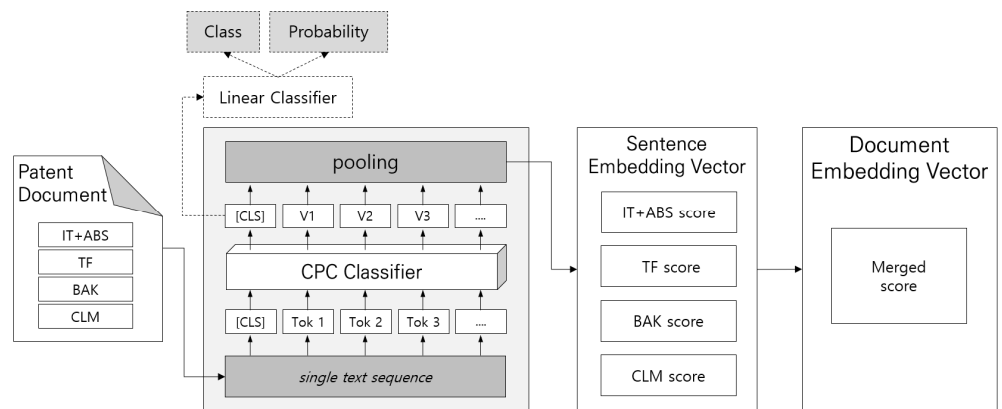 Class
Probability
Linear Classifier
Patent
Document
IT+ABS
TF
BAK
CLM
pooling
[CLS] V1 V2 V3 ....
CPC Classifier
[CLS] Tok 1 Tok 2 Tok 3 ....
single text sequence
Sentence
Embedding Vector
IT+ABS score
TF score
BAK score
CLM score
Document
Embedding Vector
Merged
score